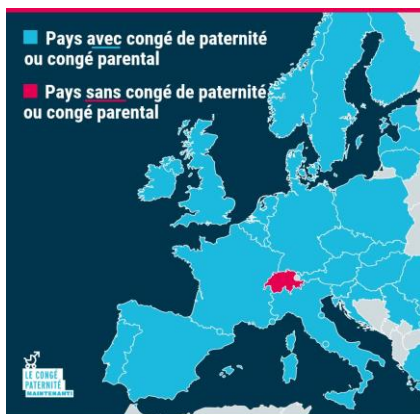 Pays avec congé de paternité
ou congé parental
Pays sans congé de paternité
ou congé parental
LE CONGÉ
PATERNITÉ
MAINTENANT!